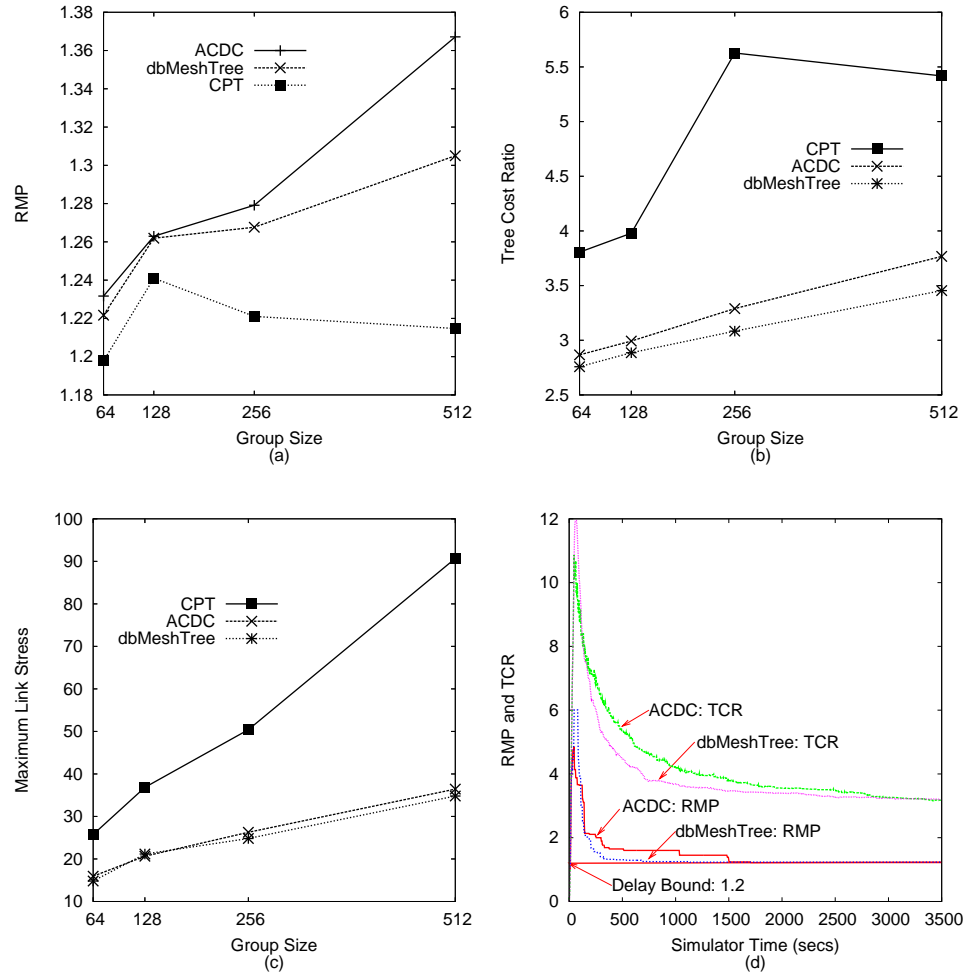 1.38
1.36
1.34
1.32
1.3
1.28
1.26
1.24
1.22
1.2
1.18
RMP
ACDC
dbMeshTree
CPT
64
128
256
512
Group Size
(a)
6
5.5
5
4.5
4
3.5
3
2.5
Tree Cost Ratio
CPT
ACDC
dbMeshTree
64
128
256
512
Group Size
(b)
100
90
80
70
60
50
40
30
20
10
Maximum Link Stress
CPT
ACDC
dbMeshTree
64
128
256
512
Group Size
(c)
12
10
8
6
4
2
0
RMP and TCR
ACDC: TCR
dbMeshTree: TCR
ACDC: RMP
dbMeshTree: RMP
Delay Bound: 1.2
0
500
1000
1500
2000
2500
3000
3500
Simulator Time (secs)
(d)